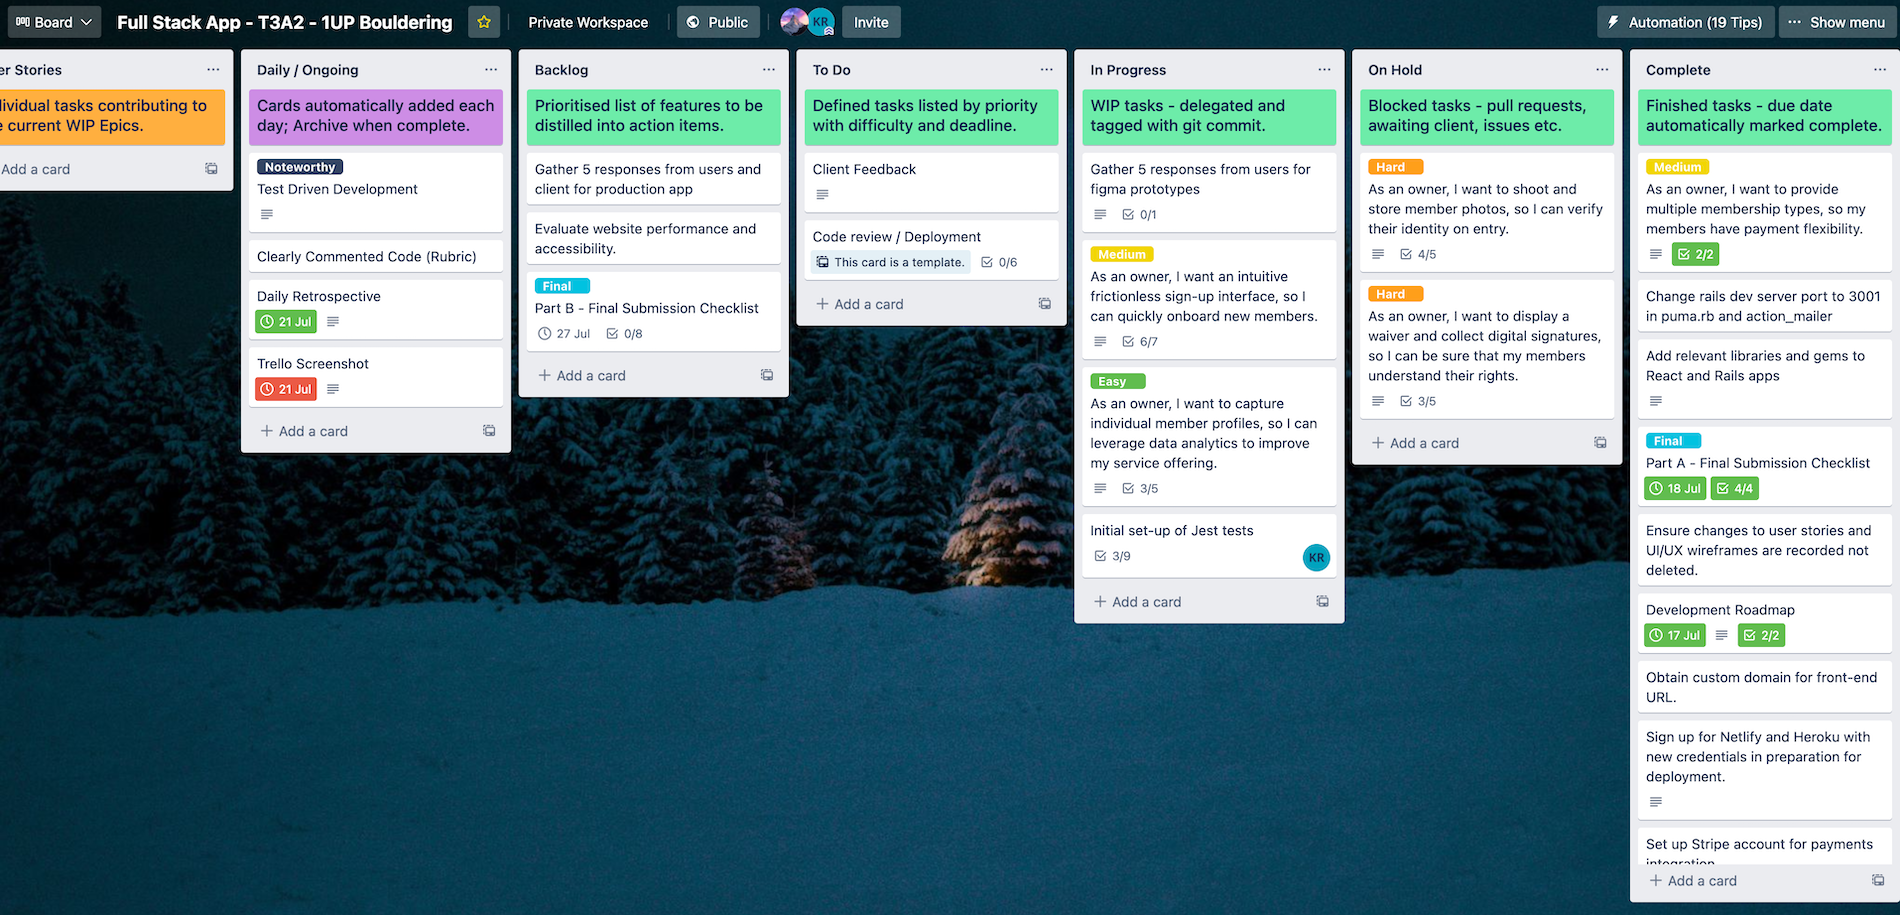 Board
Full Stack App - T3A2 - 1UP Bouldering
Private Workspace
Public
KR
Invite
Automation (19 Tips)
Show menu
er Stories
dividual tasks contributing to
e current WIP Epics.
Add a card
Daily / Ongoing
Cards automatically added each
day; Archive when complete.
Noteworthy
Test Driven Development
Clearly Commented Code (Rubric)
Daily Retrospective
21 Jul
Trello Screenshot
21 Jul
Add a card
Backlog
Prioritised list of features to be
distilled into action items.
Gather 5 responses from users and
client for production app
Evaluate website performance and
accessibility.
Final
Part B - Final Submission Checklist
27 Jul
0/8
Add a card
To Do
Defined tasks listed by priority
with difficulty and deadline.
Client Feedback
Code review / Deployment
This card is a template.
0/6
Add a card
In Progress
WIP tasks - delegated and
tagged with git commit.
Gather 5 responses from users for
figma prototypes
0/1
Medium
As an owner, I want an intuitive
frictionless sign-up interface, so I
can quickly onboard new members.
6/7
Easy
As an owner, I want to capture
individual member profiles, so I can
leverage data analytics to improve
my service offering.
3/5
Initial set-up of Jest tests
3/9
KR
Add a card
On Hold
Blocked tasks - pull requests,
awaiting client, issues etc.
Hard
As an owner, I want to shoot and
store member photos, so I can verify
their identity on entry.
4/5
Hard
As an owner, I want to display a
waiver and collect digital signatures,
so I can be sure that my members
understand their rights.
3/5
Add a card
Complete
Finished tasks - due date
automatically marked complete.
Medium
As an owner, I want to provide
multiple membership types, so my
members have payment flexibility.
2/2
Change rails dev server port to 3001
in puma.rb and action_mailer
Add relevant libraries and gems to
React and Rails apps
Final
Part A - Final Submission Checklist
18 Jul
4/4
Ensure changes to user stories and
UI/UX wireframes are recorded not
deleted.
Development Roadmap
17 Jul
2/2
Obtain custom domain for front-end
URL.
Sign up for Netlify and Heroku with
new credentials in preparation for
deployment.
Set up Stripe account for payments
integration
Add a card